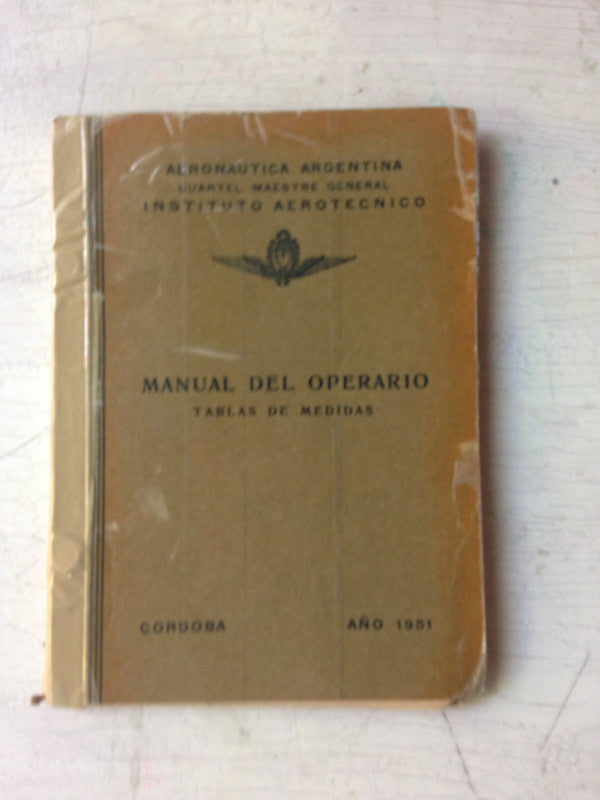 AERONAUTICA ARGENTINA
CUARTEL MAESTRE GENERAL
INSTITUTO AEROTECNICO
MANUAL DEL OPERARIO
TABLAS DE MEDIDAS
CORDOBA AÑO 1951